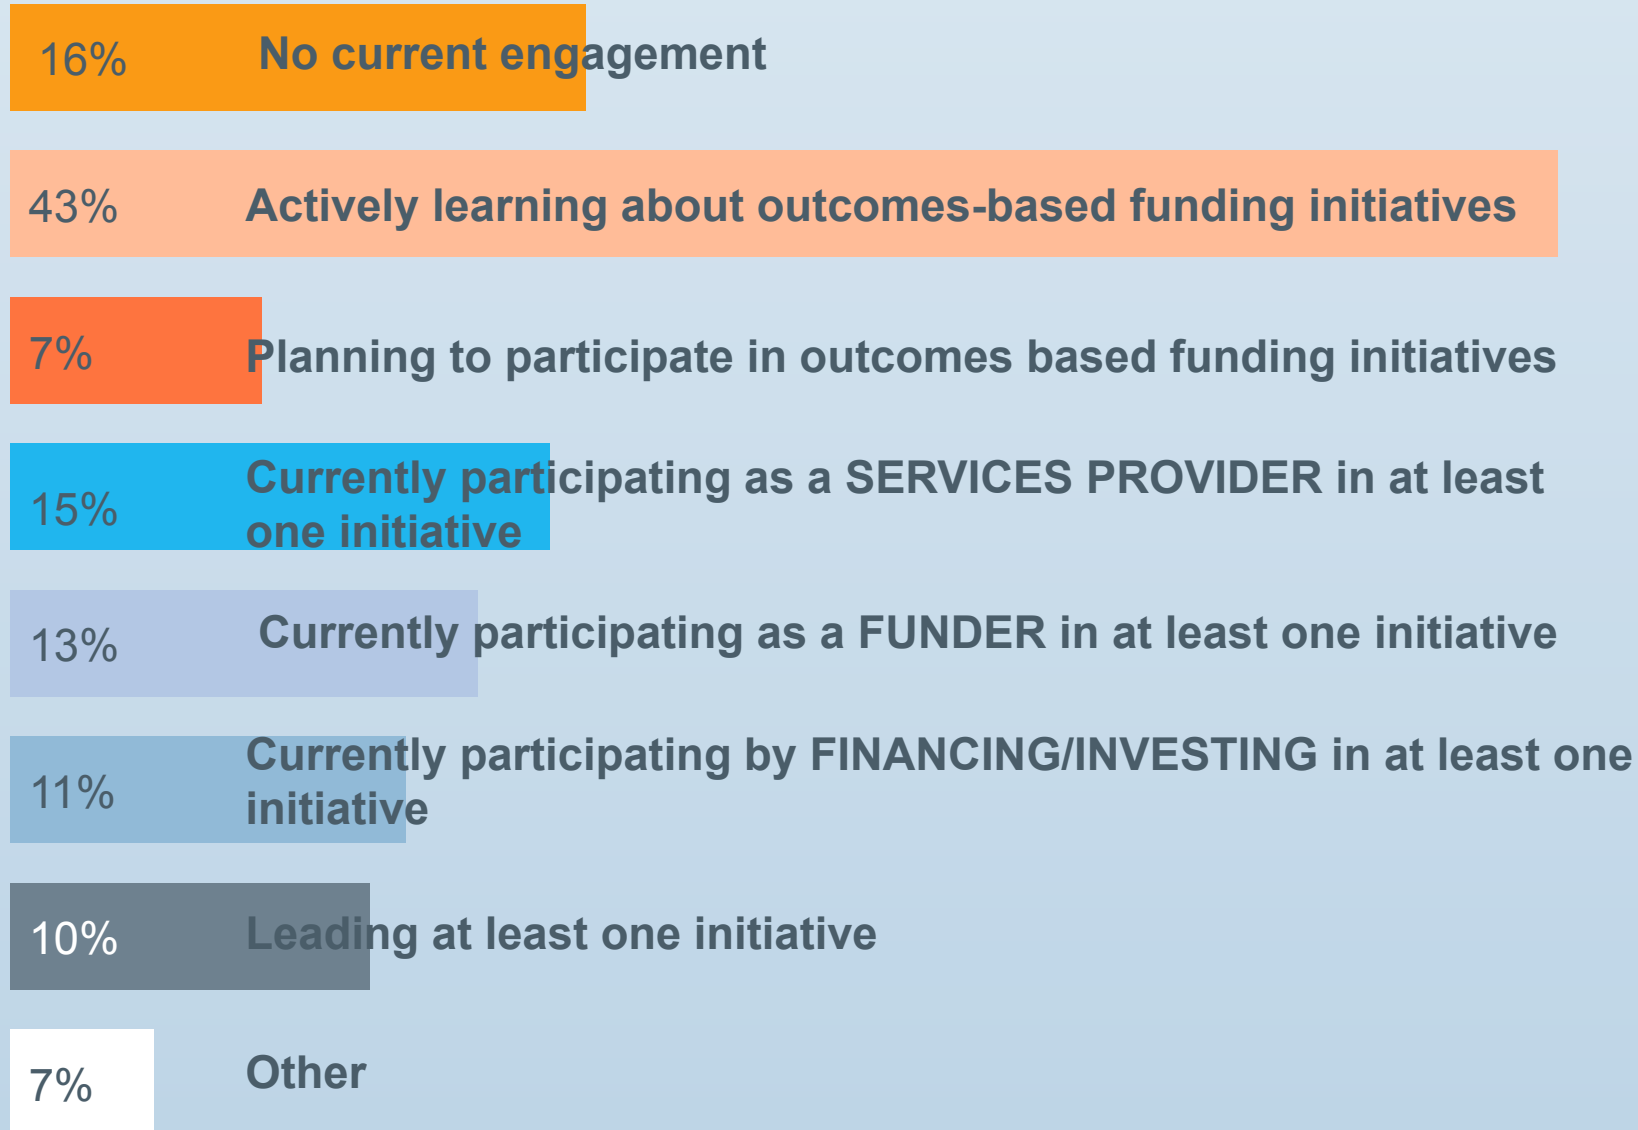 16% No current engagement
43% Actively learning about outcomes-based funding initiatives
7% Planning to participate in outcomes based funding initiatives
15% Currently participating as a SERVICES PROVIDER in at least
one initiative
13% Currently participating as a FUNDER in at least one initiative
11% Currently participating by FINANCING/INVESTING in at least one
initiative
10% Leading at least one initiative
7% Other